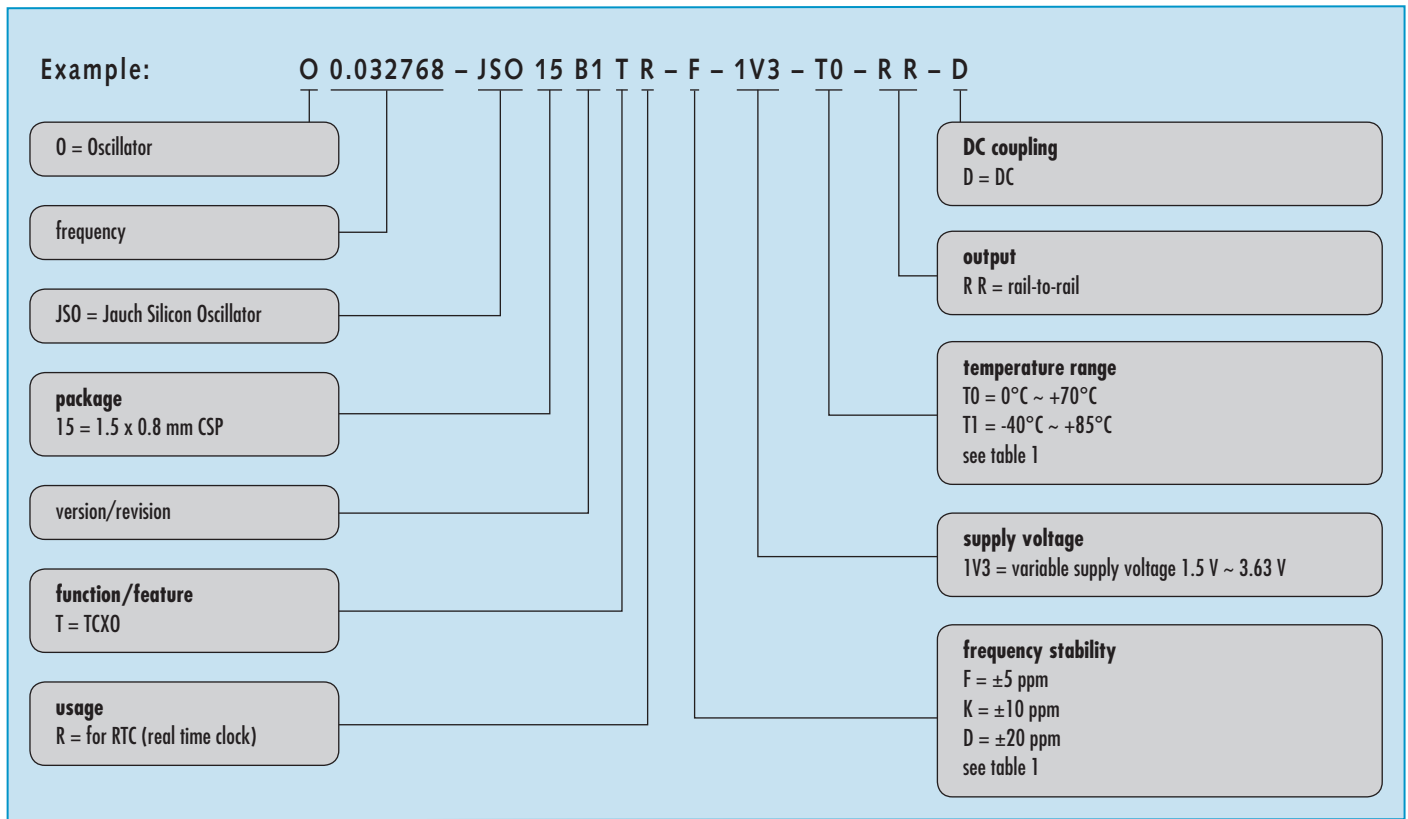 Example: O 0.032768 – JSO 15 B1 T R – F – 1V3 – T0 – R R – D
O = Oscillator
frequency
JSO = Jauch Silicon Oscillator
package
15 = 1.5 x 0.8 mm CSP
version/revision
function/feature
T = TCXO
usage
R = for RTC (real time clock)
DC coupling
D = DC
output
R R = rail-to-rail
temperature range
T0 = 0°C ~ +70°C
T1 = -40°C ~ +85°C
see table 1
supply voltage
1V3 = variable supply voltage 1.5 V ~ 3.63 V
frequency stability
F = ±5 ppm
K = ±10 ppm
D = ±20 ppm
see table 1